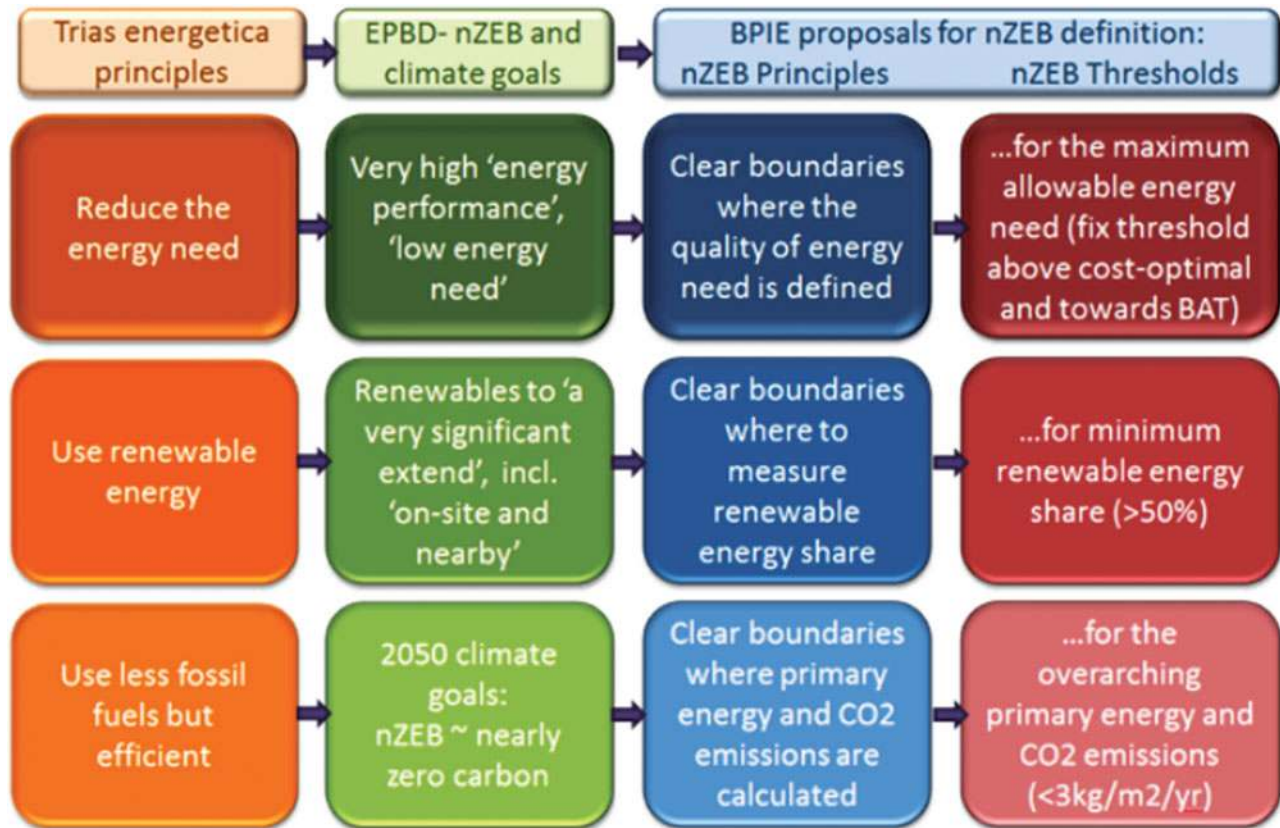 Trias energetica
principles
EPBD- nZEB and
climate goals
BPIE proposals for nZEB definition:
nZEB Principles
nZEB Thresholds
Reduce the
energy need
Very high ‘energy
performance’,
‘low energy
need’
Clear boundaries
where the
quality of energy
need is defined
...for the maximum
allowable energy
need (fix threshold
above cost-optimal
and towards BAT)
Use renewable
energy
Renewables to ‘a
very significant
extend’, incl.
‘on-site and
nearby’
Clear boundaries
where to
measure
renewable
energy share
...for minimum
renewable energy
share (>50%)
Use less fossil
fuels but
efficient
2050 climate
goals:
nZEB ~ nearly
zero carbon
Clear boundaries
where primary
energy and CO2
emissions are
calculated
...for the
overarching
primary energy and
CO2 emissions
(<3kg/m2/yr)